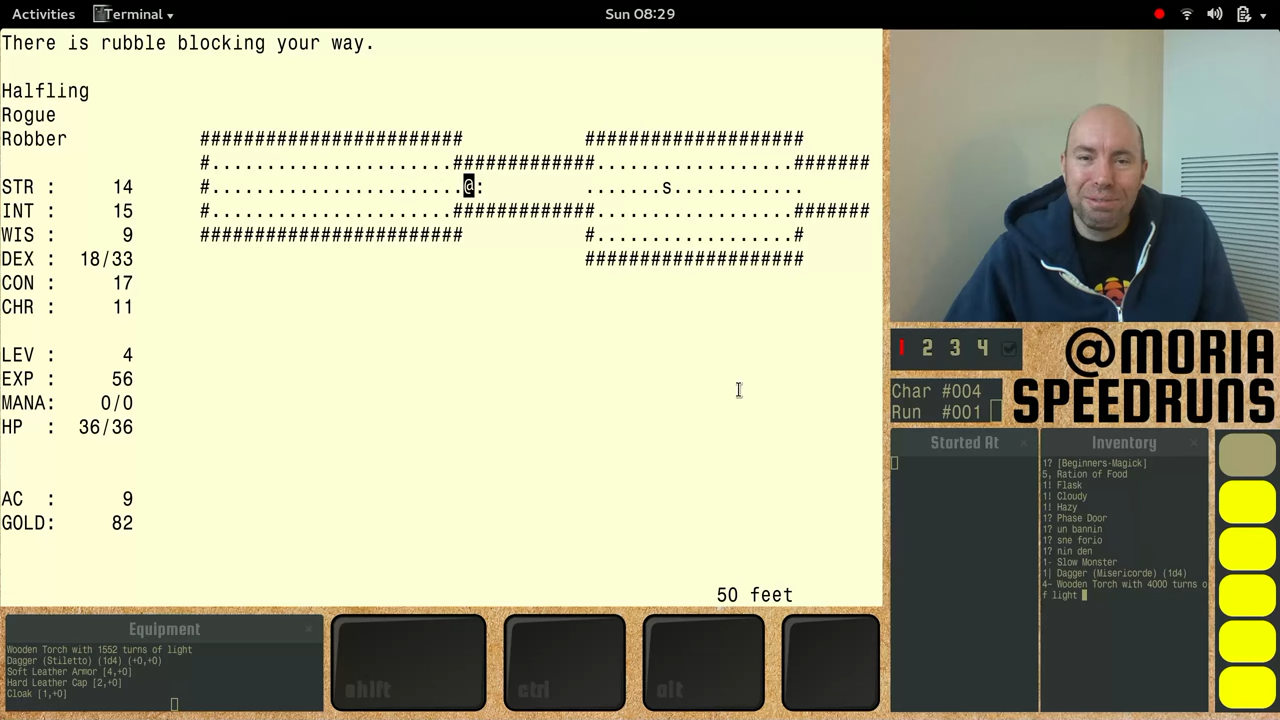 Activities Terminal Sun 08:29
There is rubble blocking your way.
Halfling
Rogue
Robber
######################## ####################
#......................#############..................#######
#.......................@: .......s............
#......................#############..................#######
######################## #..................#
####################
STR : 14
INT : 15
WIS : 9
DEX : 18/33
CON : 17
CHR : 11
LEV : 4
EXP : 56
MANA: 0/0
HP : 36/36
AC : 9
GOLD: 82
50 feet
1 2 3 4
Char #004
Run #001
@MORIA
SPEEDRUNS
Started At
Inventory
1? [Beginners-Magick]
5, Ration of Food
1! Flask
1! Cloudy
1! Hazy
1? Phase Door
1? un bannin
1? sne forio
1? nin den
1- Slow Monster
1| Dagger (Misericorde) (1d4)
4~ Wooden Torch with 4000 turns o
f light
Equipment
Wooden Torch with 1552 turns of light
Dagger (Stiletto) (1d4) (+0,+0)
Soft Leather Armor [4,+0]
Hard Leather Cap [2,+0]
Cloak [1,+0]
shift
ctrl
alt